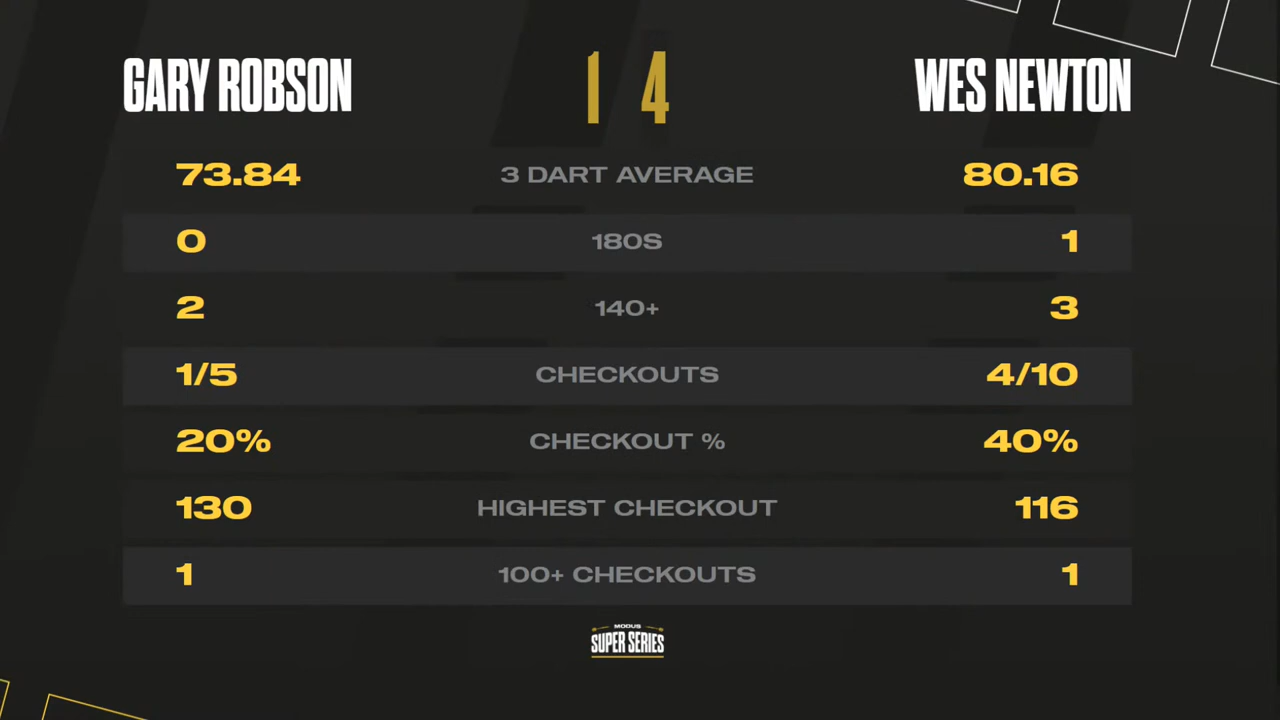 GARY ROBSON 1 4 WES NEWTON
73.84 3 DART AVERAGE 80.16
0 180S 1
2 140+ 3
1/5 CHECKOUTS 4/10
20% CHECKOUT % 40%
130 HIGHEST CHECKOUT 116
1 100+ CHECKOUTS 1
MODUS
SUPER SERIES